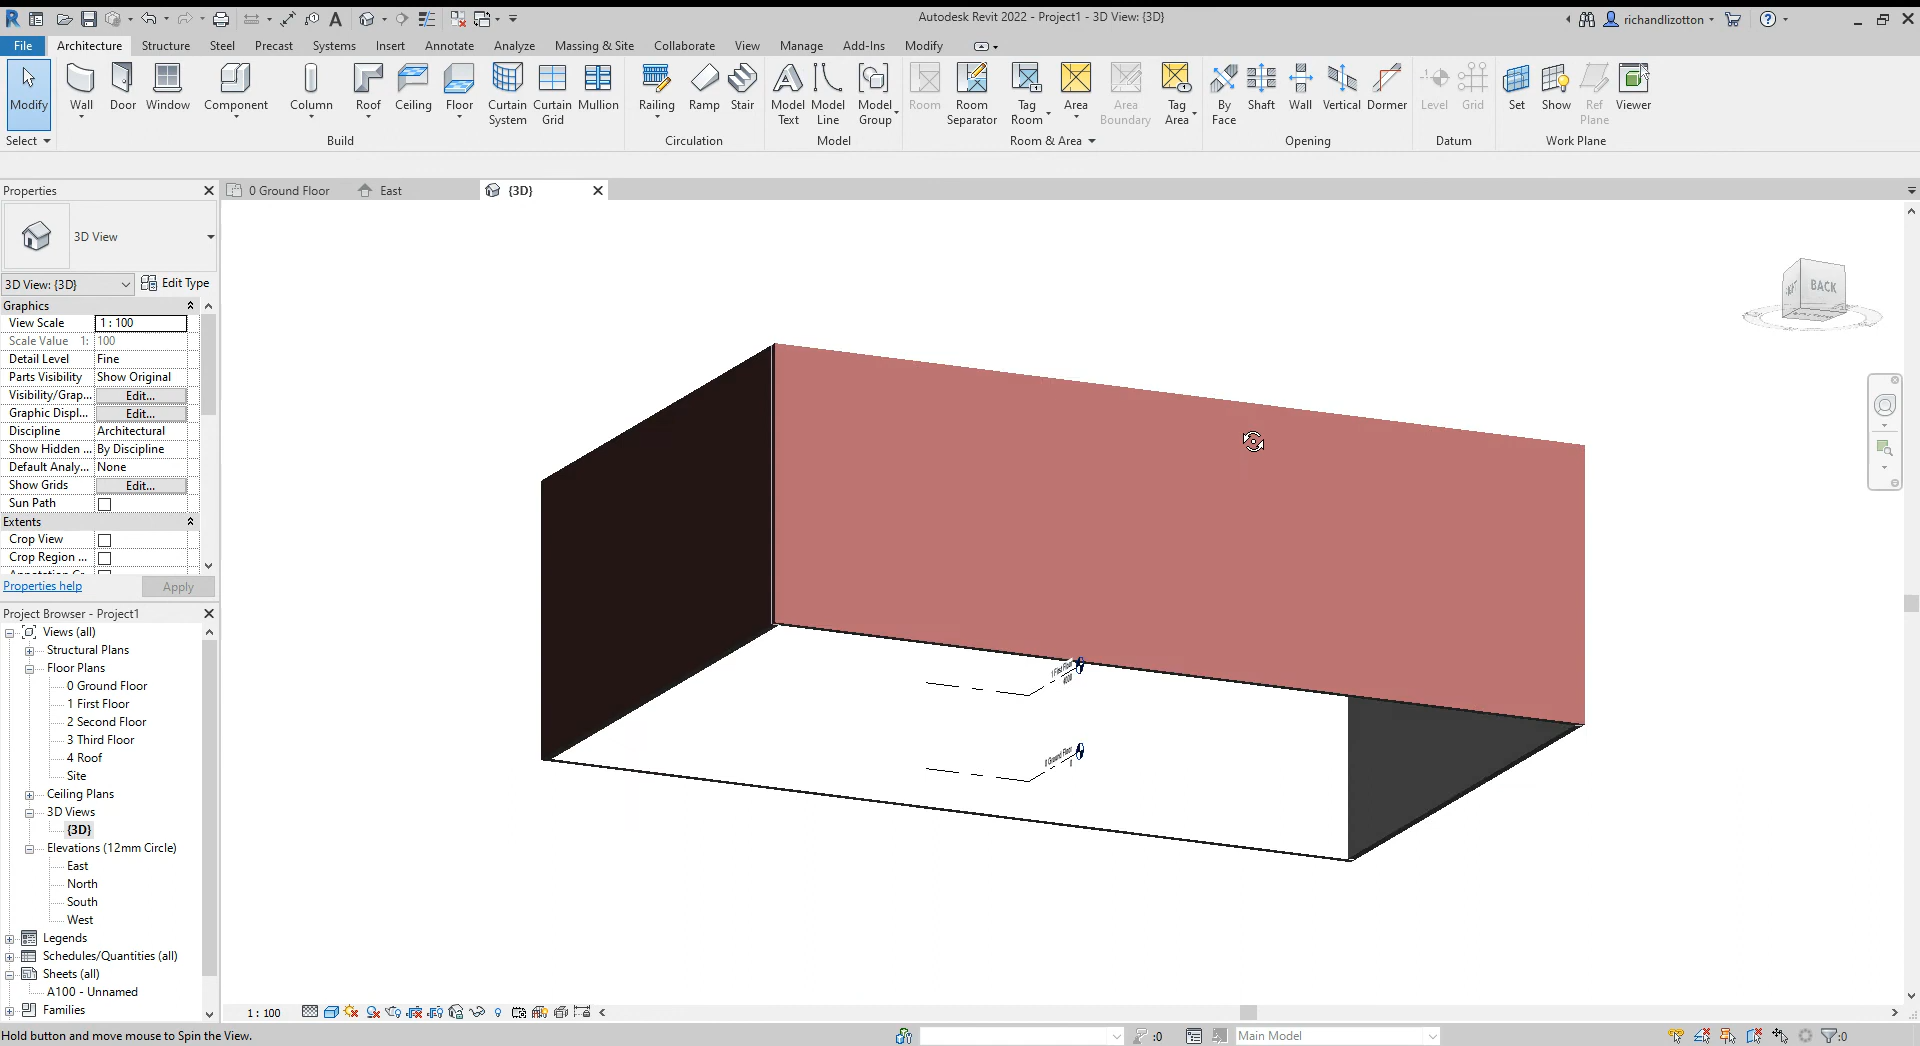 Autodesk Revit 2022 - Project1 - 3D View: {3D}
richandlizotton
File Architecture Structure Steel Precast Systems Insert Annotate Analyze Massing & Site Collaborate View Manage Add-Ins Modify
Modify Wall Door Window Component Column Roof Ceiling Floor Curtain System Curtain Grid Mullion Railing Ramp Stair Model Text Model Line Model Group Room Room Separator Tag Room Area Area Boundary Tag Area By Face Shaft Wall Vertical Dormer Level Grid Set Show Ref Plane Viewer
Select Build Circulation Model Room & Area Opening Datum Work Plane
Properties
0 Ground Floor East {3D}
3D View
3D View: {3D} Edit Type
Graphics
View Scale 1 : 100
Scale Value 1: 100
Detail Level Fine
Parts Visibility Show Original
Visibility/Grap... Edit...
Graphic Displ... Edit...
Discipline Architectural
Show Hidden ... By Discipline
Default Analy... None
Show Grids Edit...
Sun Path
Extents
Crop View
Crop Region ...
Properties help Apply
Project Browser - Project1
Views (all)
Structural Plans
Floor Plans
0 Ground Floor
1 First Floor
2 Second Floor
3 Third Floor
4 Roof
Site
Ceiling Plans
3D Views
{3D}
Elevations (12mm Circle)
East
North
South
West
Legends
Schedules/Quantities (all)
Sheets (all)
A100 - Unnamed
Families
BACK
1 First Floor
4000
0 Ground Floor
0
1 : 100
Hold button and move mouse to Spin the View.
:0
Main Model
:0